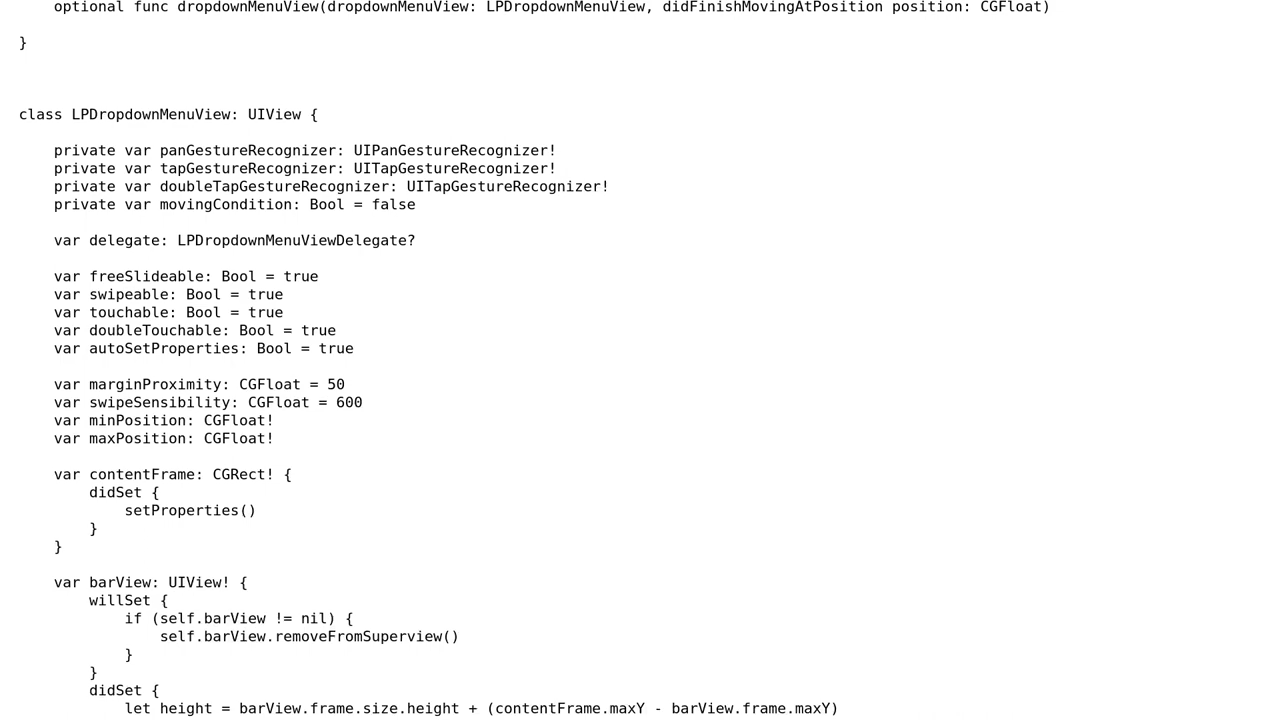 optional func dropdownMenuView(dropdownMenuView: LPDropdownMenuView, didFinishMovingAtPosition position: CGFloat)
}
class LPDropdownMenuView: UIView {
private var panGestureRecognizer: UIPanGestureRecognizer!
private var tapGestureRecognizer: UITapGestureRecognizer!
private var doubleTapGestureRecognizer: UITapGestureRecognizer!
private var movingCondition: Bool = false
var delegate: LPDropdownMenuViewDelegate?
var freeSlideable: Bool = true
var swipeable: Bool = true
var touchable: Bool = true
var doubleTouchable: Bool = true
var autoSetProperties: Bool = true
var marginProximity: CGFloat = 50
var swipeSensibility: CGFloat = 600
var minPosition: CGFloat!
var maxPosition: CGFloat!
var contentFrame: CGRect! {
didSet {
setProperties()
}
}
var barView: UIView! {
willSet {
if (self.barView != nil) {
self.barView.removeFromSuperview()
}
}
didSet {
let height = barView.frame.size.height + (contentFrame.maxY - barView.frame.maxY)